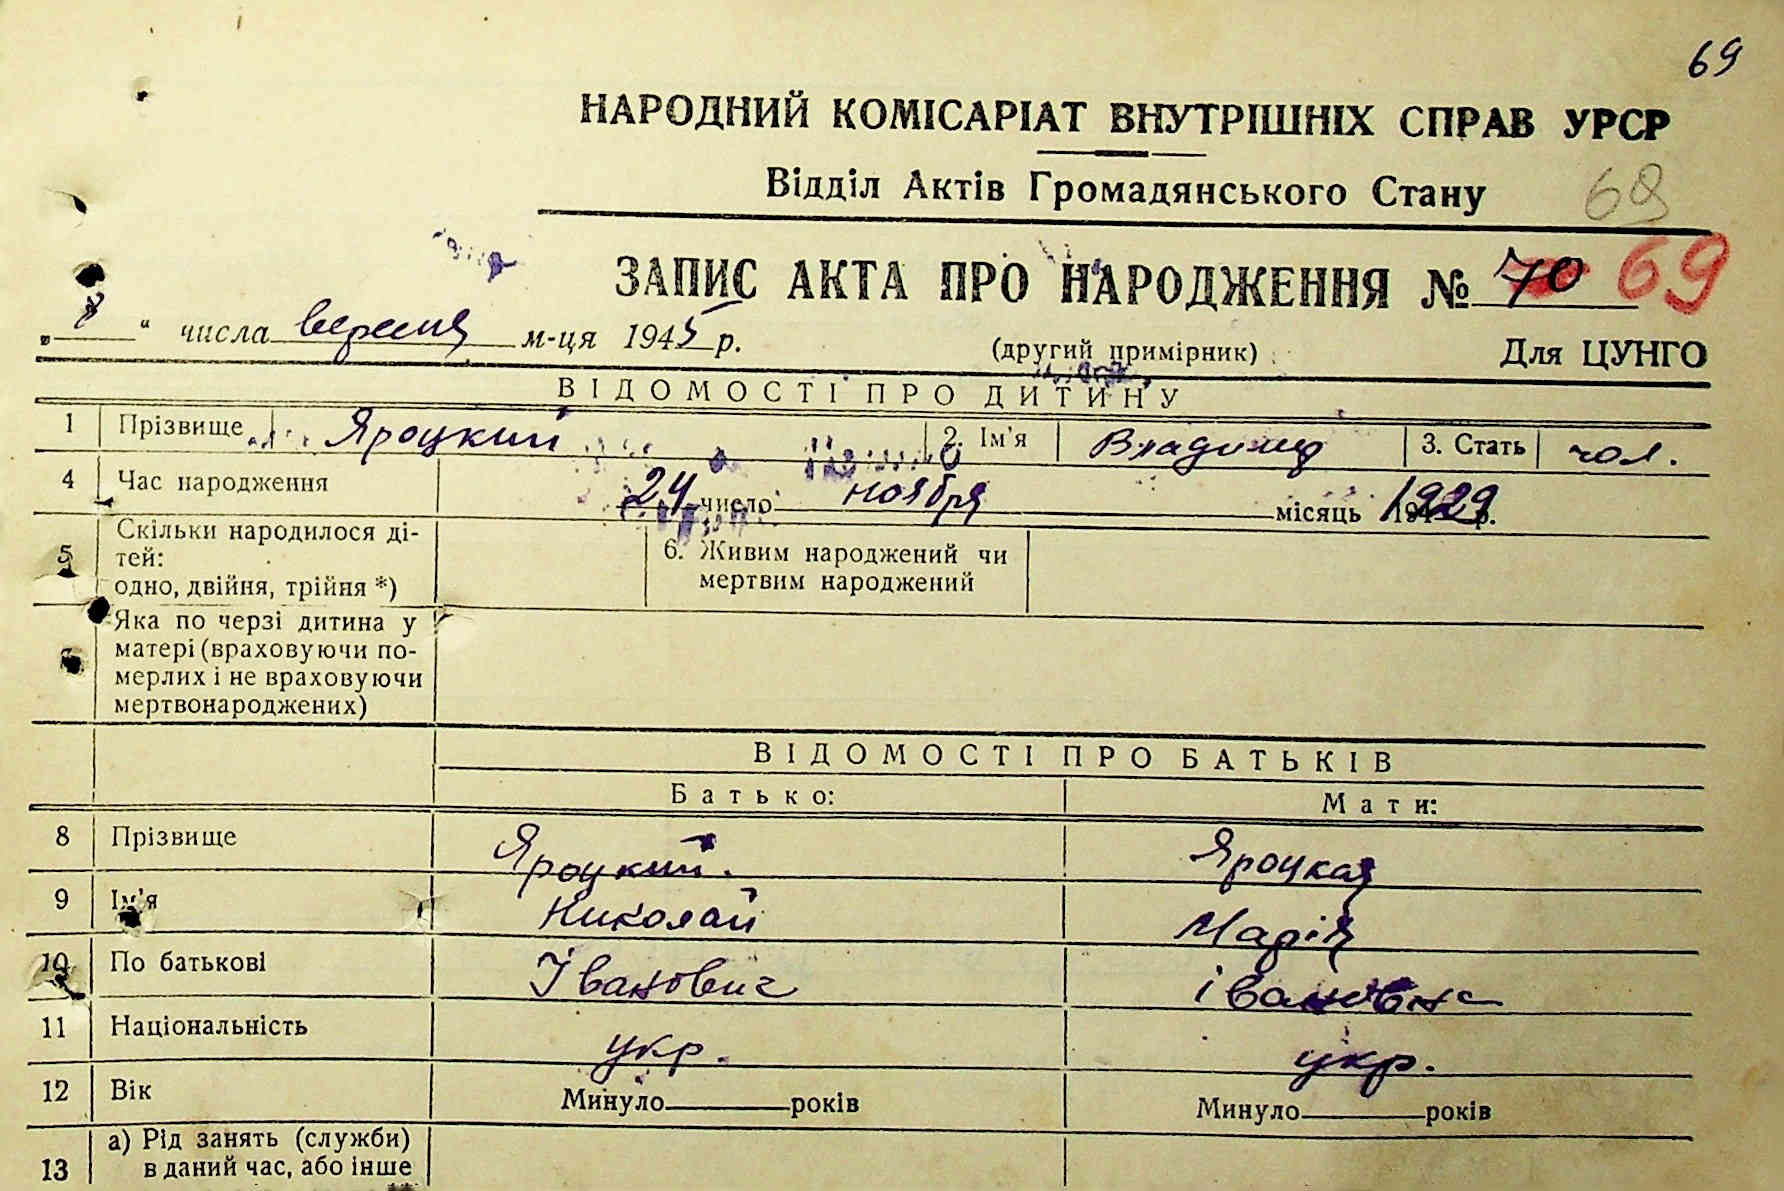 69
НАРОДНИЙ КОМІСАРІАТ ВНУТРІШНІХ СПРАВ УРСР
Відділ Актів Громадянського Стану 68
ЗАПИС АКТА ПРО НАРОДЖЕННЯ № 70 69
„8“ числа вересня м-ця 1945 р. (другий примірник) Для ЦУНГО
ВІДОМОСТІ ПРО ДИТИНУ
1 Прізвище Яроцкий 2. Ім'я Владимир 3. Стать чол.
4 Час народження 24 число ноября місяць 1929 р.
5 Скільки народилося ді-
тей:
одно, двійня, трійня *)
6. Живим народжений чи
мертвим народжений
7 Яка по черзі дитина у
матері (враховуючи по-
мерлих і не враховуючи
мертвонароджених)
ВІДОМОСТІ ПРО БАТЬКІВ
Батько: Мати:
8 Прізвище Яроцкий. Яроцкая
9 Ім'я Николай Марія
10 По батькові Іванович івановна
11 Національність укр. укр.
12 Вік Минуло років Минуло років
13 а) Рід занять (служби)
в даний час, або інше